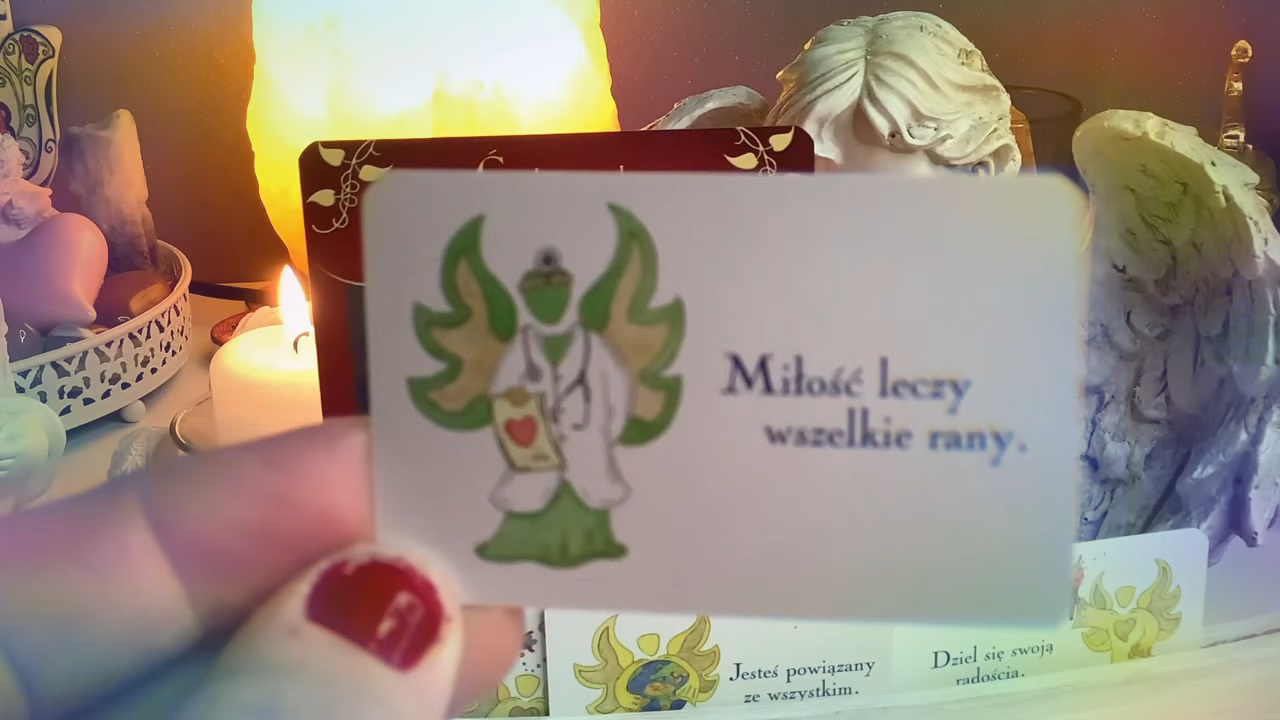 Miłość leczy
wszelkie rany.
Jesteś powiązany
ze wszystkim.
Dziel się swoją
radością.